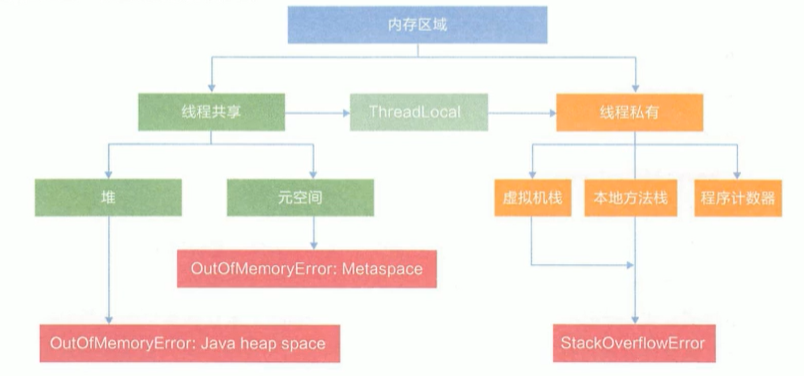 内存区域
线程共享
ThreadLocal
线程私有
堆
元空间
虚拟机栈
本地方法栈
程序计数器
OutOfMemoryError: Metaspace
OutOfMemoryError: Java heap space
StackOverflowError